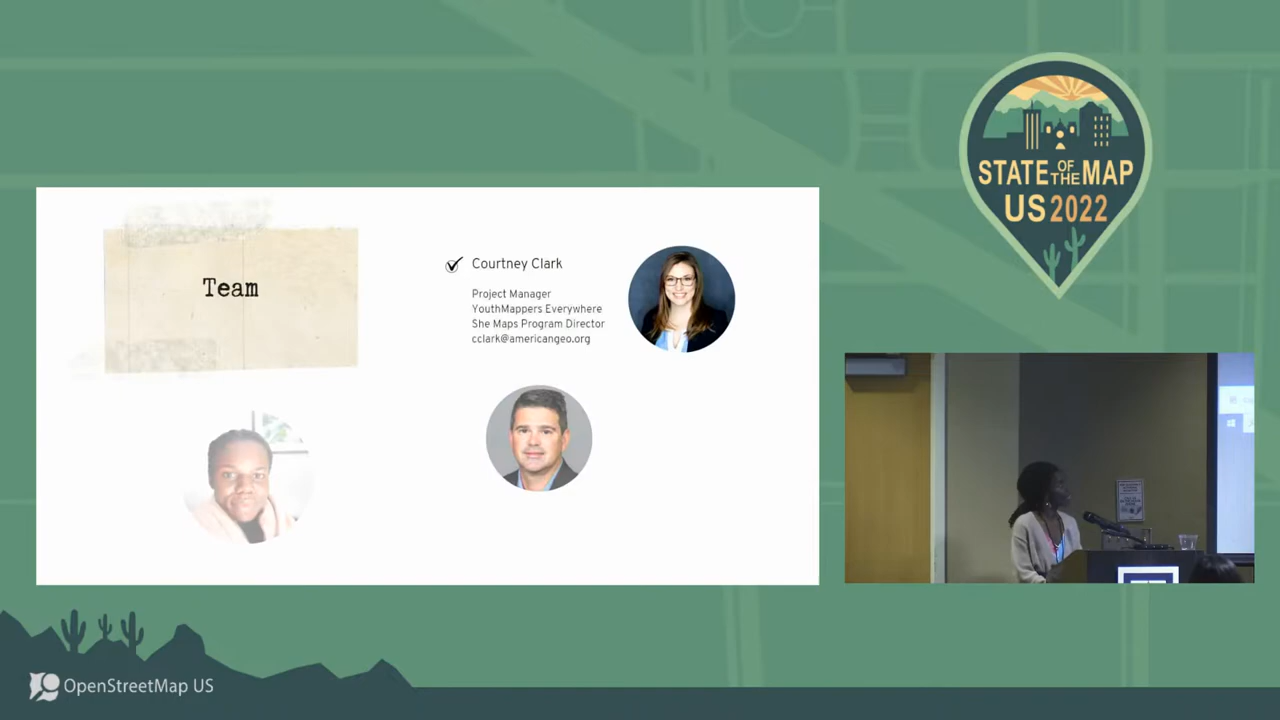 Team
Courtney Clark
Project Manager
YouthMappers Everywhere
She Maps Program Director
cclark@americangeo.org
STATE OF THE MAP
US 2022
OpenStreetMap US